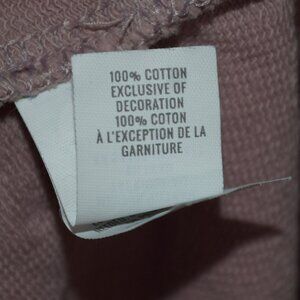 100% COTTON
EXCLUSIVE OF
DECORATION
100% COTON
À L'EXCEPTION DE LA
GARNITURE